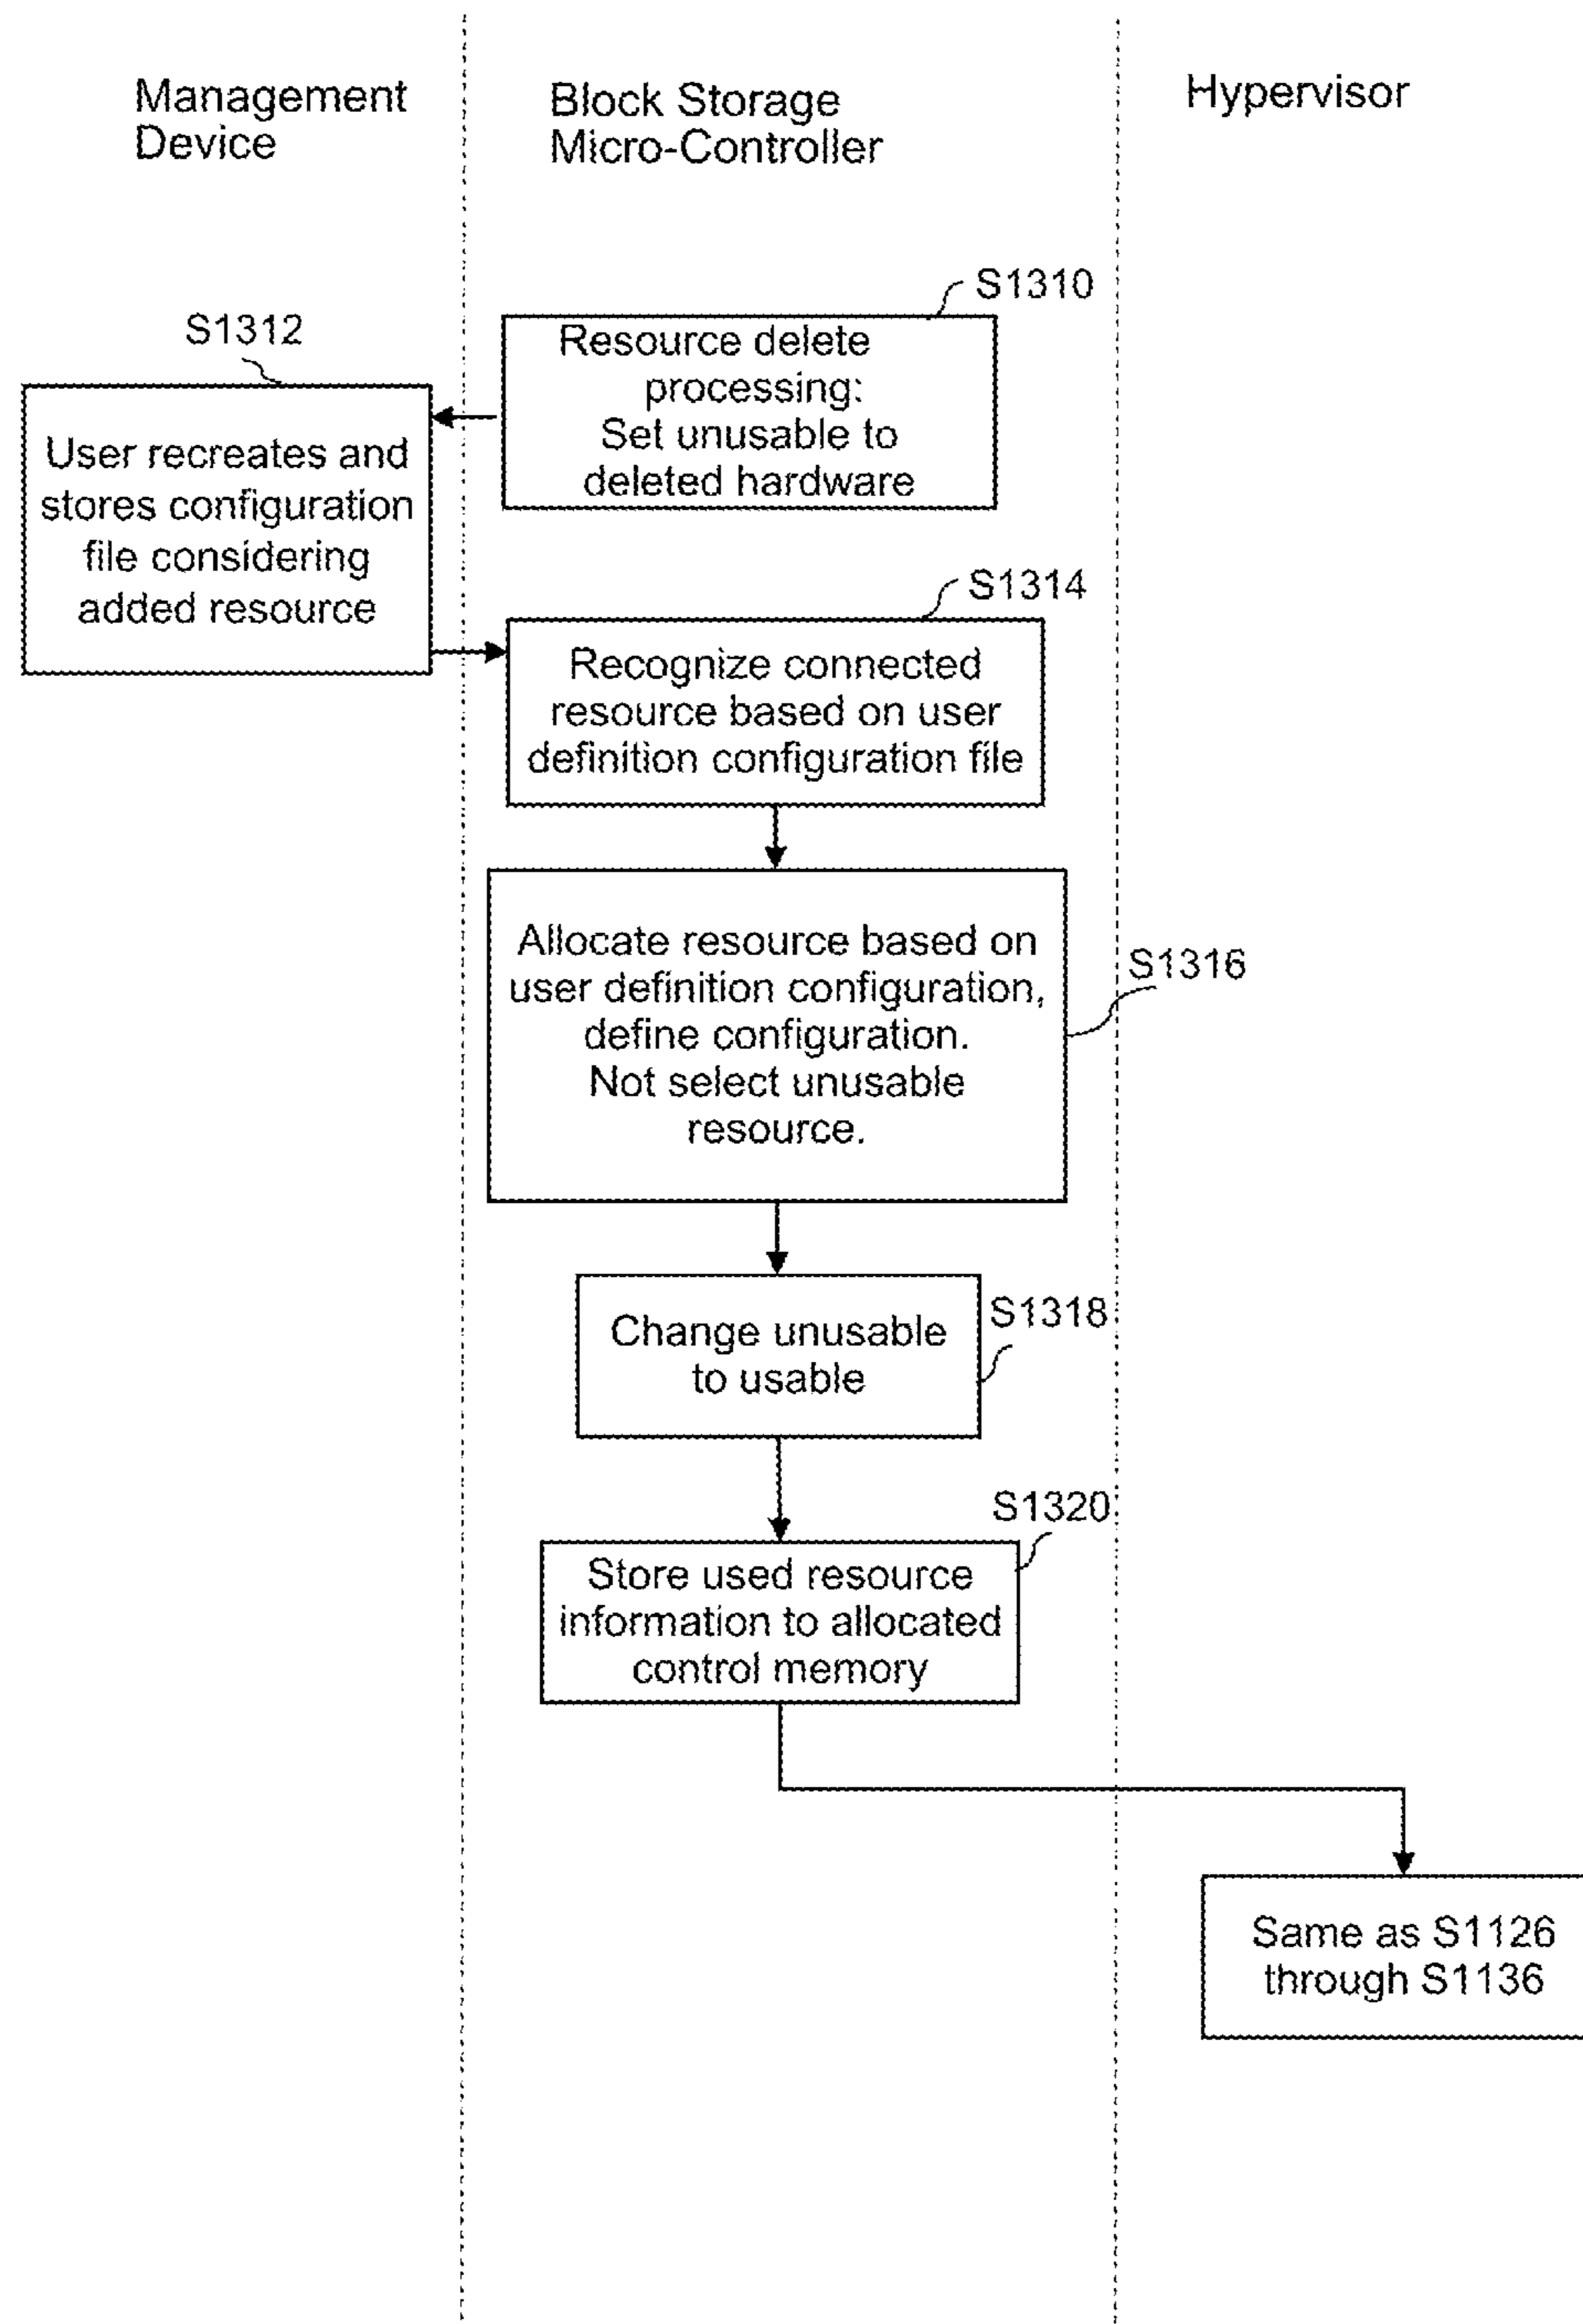 Management
Device
Block Storage
Micro-Controller
Hypervisor
S1310
Resource delete
processing:
Set unusable to
deleted hardware
S1312
User recreates and
stores configuration
file considering
added resource
S1314
Recognize connected
resource based on user
definition configuration file
Allocate resource based on
user definition configuration,
define configuration.
Not select unusable
resource.
S1316
Change unusable
to usable
S1318
S1320
Store used resource
information to allocated
control memory
Same as S1126
through S1136